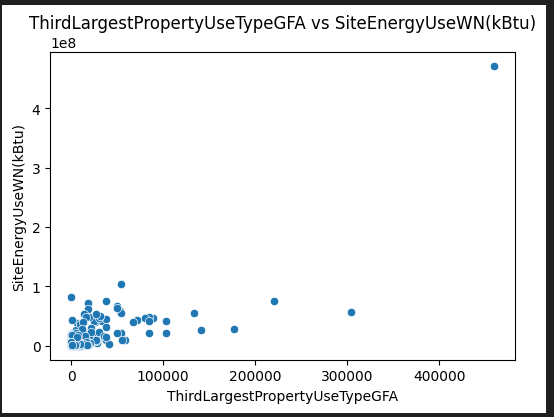 ThirdLargestPropertyUseTypeGFA vs SiteEnergyUseWN(kBtu)
1e8
4
3
2
1
0
SiteEnergyUseWN(kBtu)
0 100000 200000 300000 400000
ThirdLargestPropertyUseTypeGFA